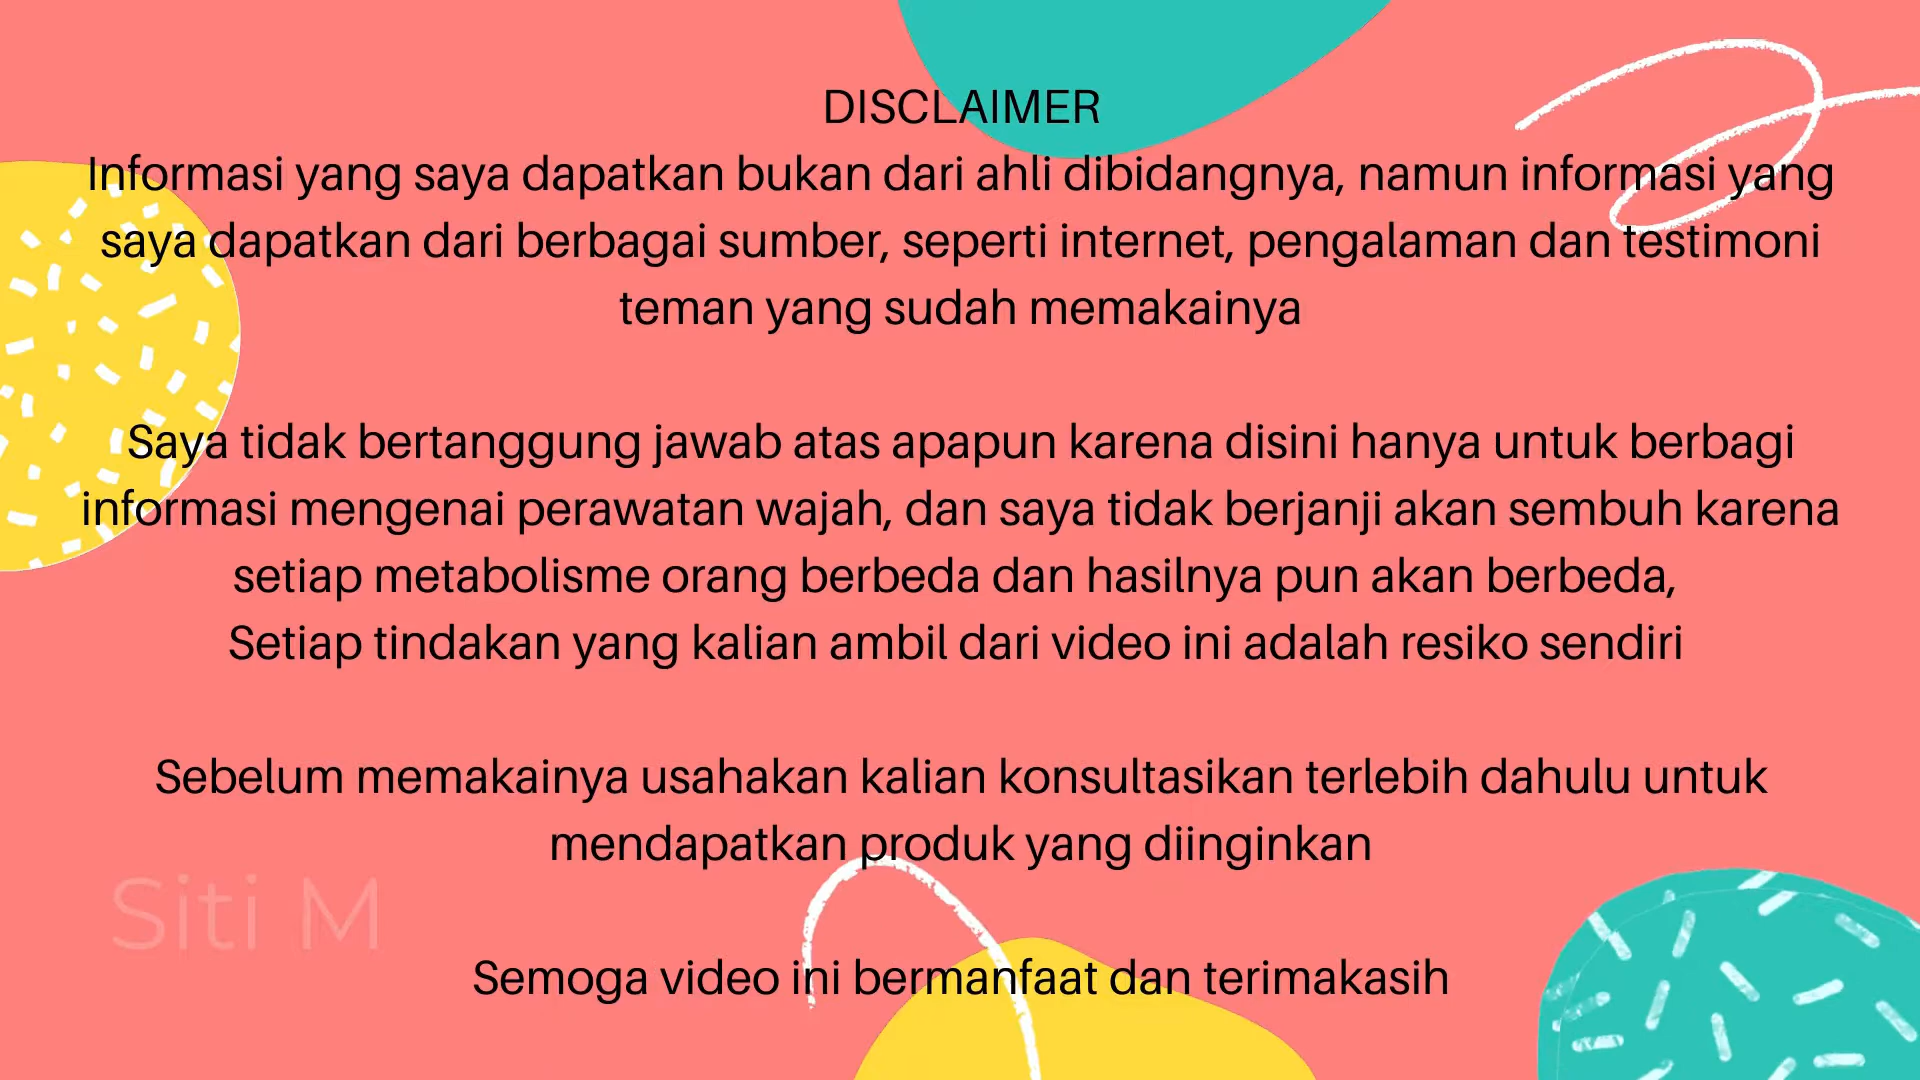 DISCLAIMER
Informasi yang saya dapatkan bukan dari ahli dibidangnya, namun informasi yang
saya dapatkan dari berbagai sumber, seperti internet, pengalaman dan testimoni
teman yang sudah memakainya
Saya tidak bertanggung jawab atas apapun karena disini hanya untuk berbagi
informasi mengenai perawatan wajah, dan saya tidak berjanji akan sembuh karena
setiap metabolisme orang berbeda dan hasilnya pun akan berbeda,
Setiap tindakan yang kalian ambil dari video ini adalah resiko sendiri
Sebelum memakainya usahakan kalian konsultasikan terlebih dahulu untuk
mendapatkan produk yang diinginkan
Siti M
Semoga video ini bermanfaat dan terimakasih